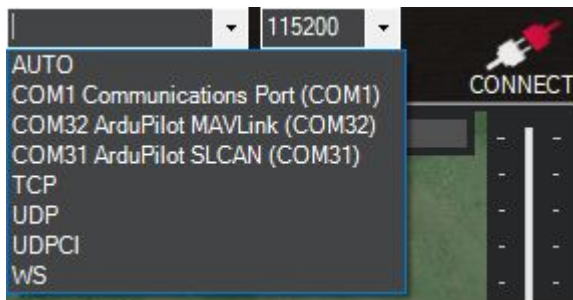 115200
CONNECT
AUTO
COM1 Communications Port (COM1)
COM32 ArduPilot MAVLink (COM32)
COM31 ArduPilot SLCAN (COM31)
TCP
UDP
UDPCI
WS